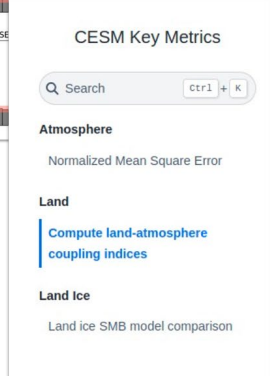 CESM Key Metrics
Search Ctrl + K
Atmosphere
Normalized Mean Square Error
Land
Compute land-atmosphere
coupling indices
Land Ice
Land ice SMB model comparison